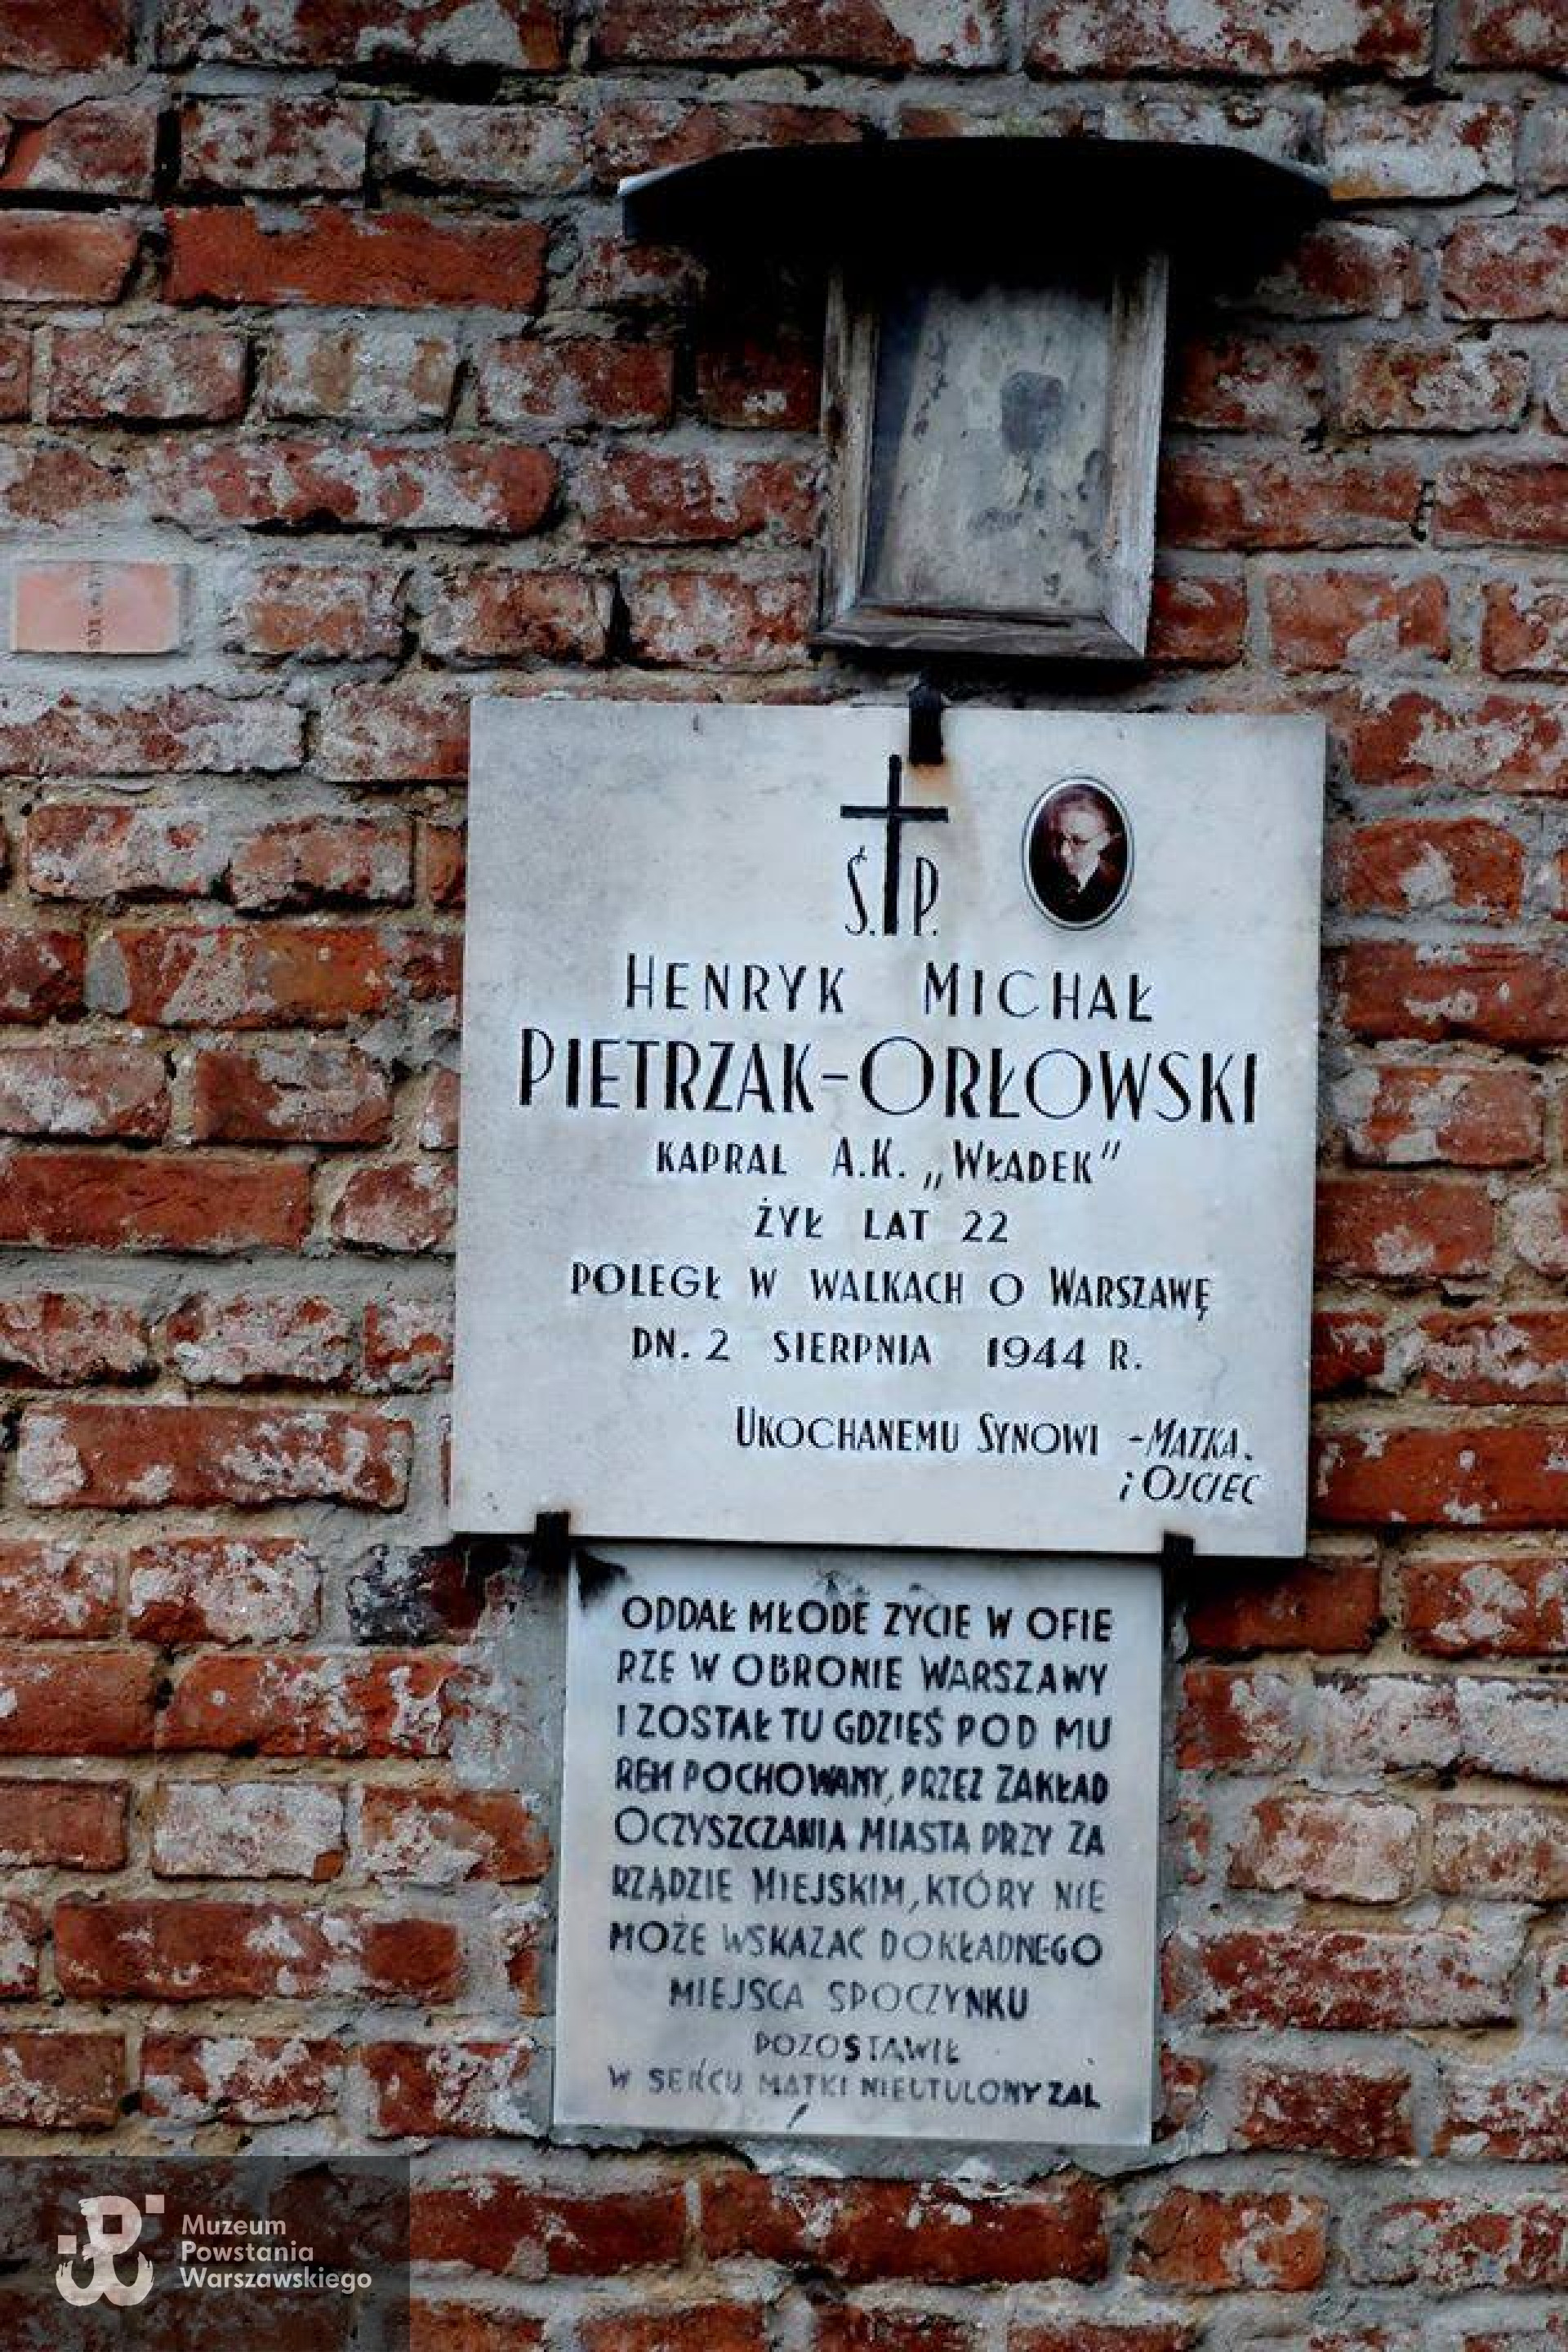 Ś. P.
HENRYK MICHAŁ
PIETRZAK-ORŁOWSKI
KAPRAL A.K. „WŁADEK”
ŻYŁ LAT 22
POLEGŁ W WALKACH O WARSZAWĘ
DN. 2 SIERPNIA 1944 R.
UKOCHANEMU SYNOWI -MATKA.
i OJCIEC
ODDAŁ MŁODE ZYCIE W OFIE
RZE W OBRONIE WARSZAWY
I ZOSTAŁ TU GDZIEŚ POD MU
REM POCHOWANY, PRZEZ ZAKŁAD
OCZYSZCZANIA MIASTA PRZY ZA
RZĄDZIE MIEJSKIM, KTÓRY NIE
MOŻE WSKAZAĆ DOKŁADNEGO
MIEJSCA SPOCZYNKU
POZOSTAWIŁ
W SERCU MATKI NIEUTULONY ZAL
Muzeum
Powstania
Warszawskiego